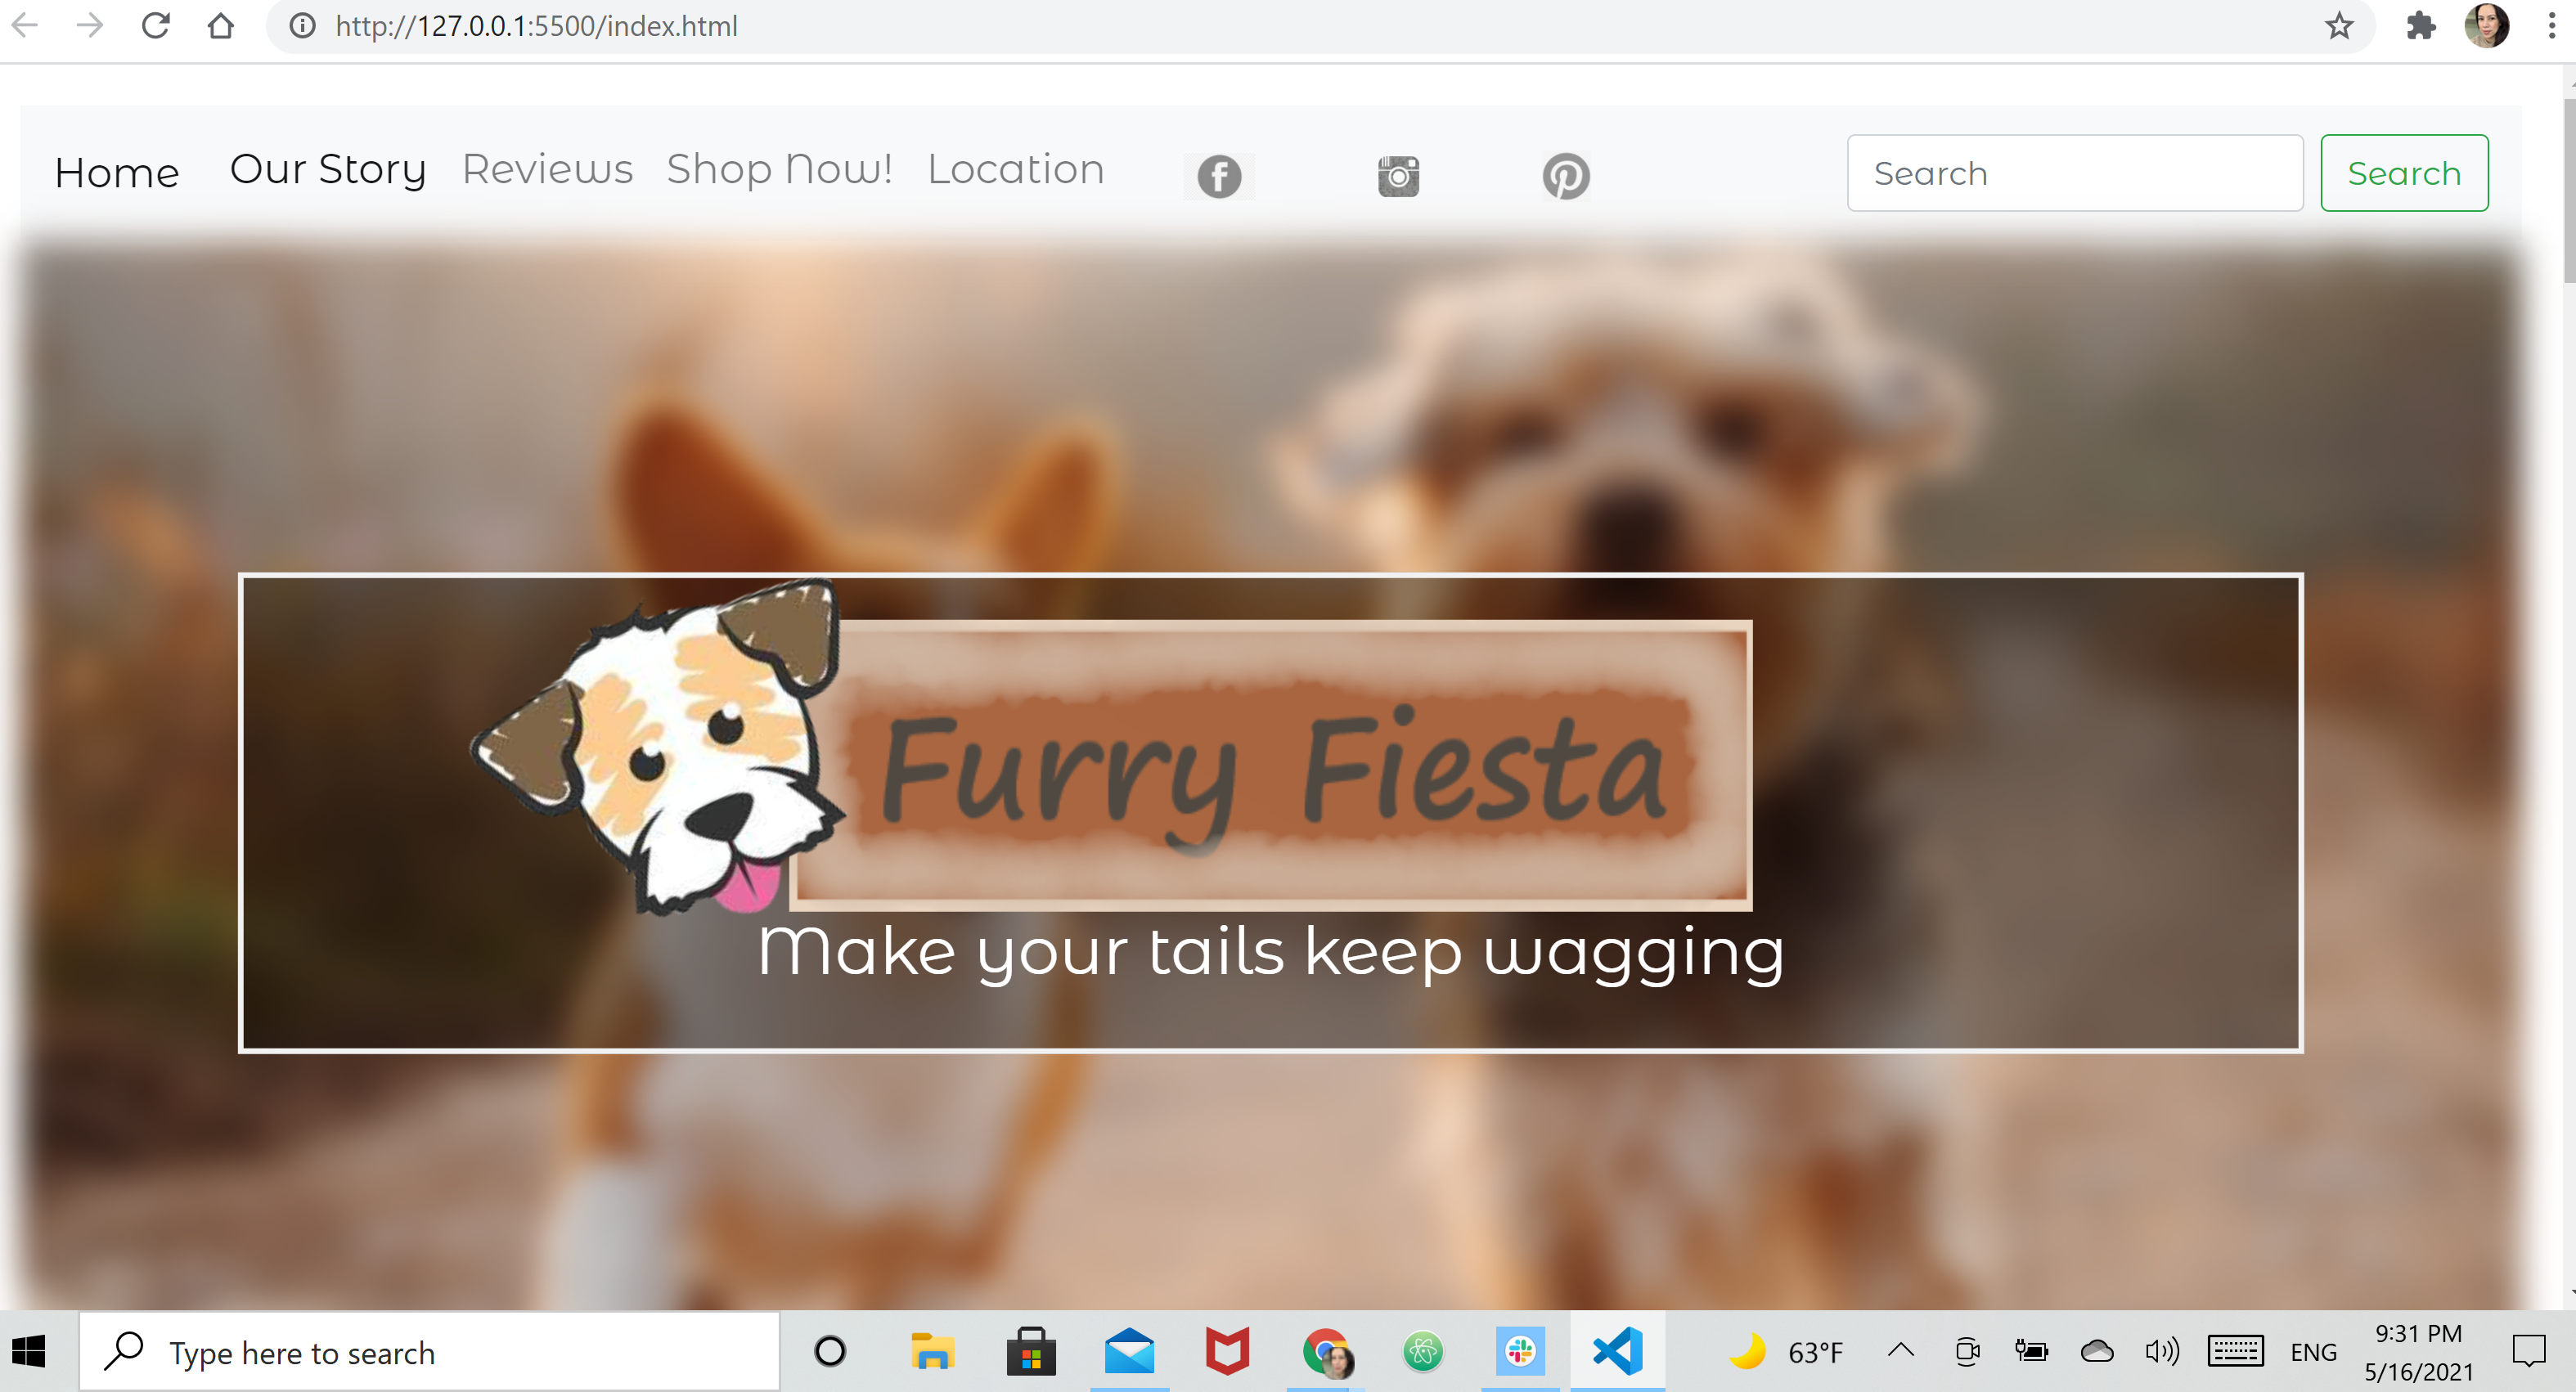 http://127.0.0.1:5500/index.html
Home Our Story Reviews Shop Now! Location Search Search
Furry Fiesta
Make your tails keep wagging
Type here to search 63°F ENG 9:31 PM
5/16/2021